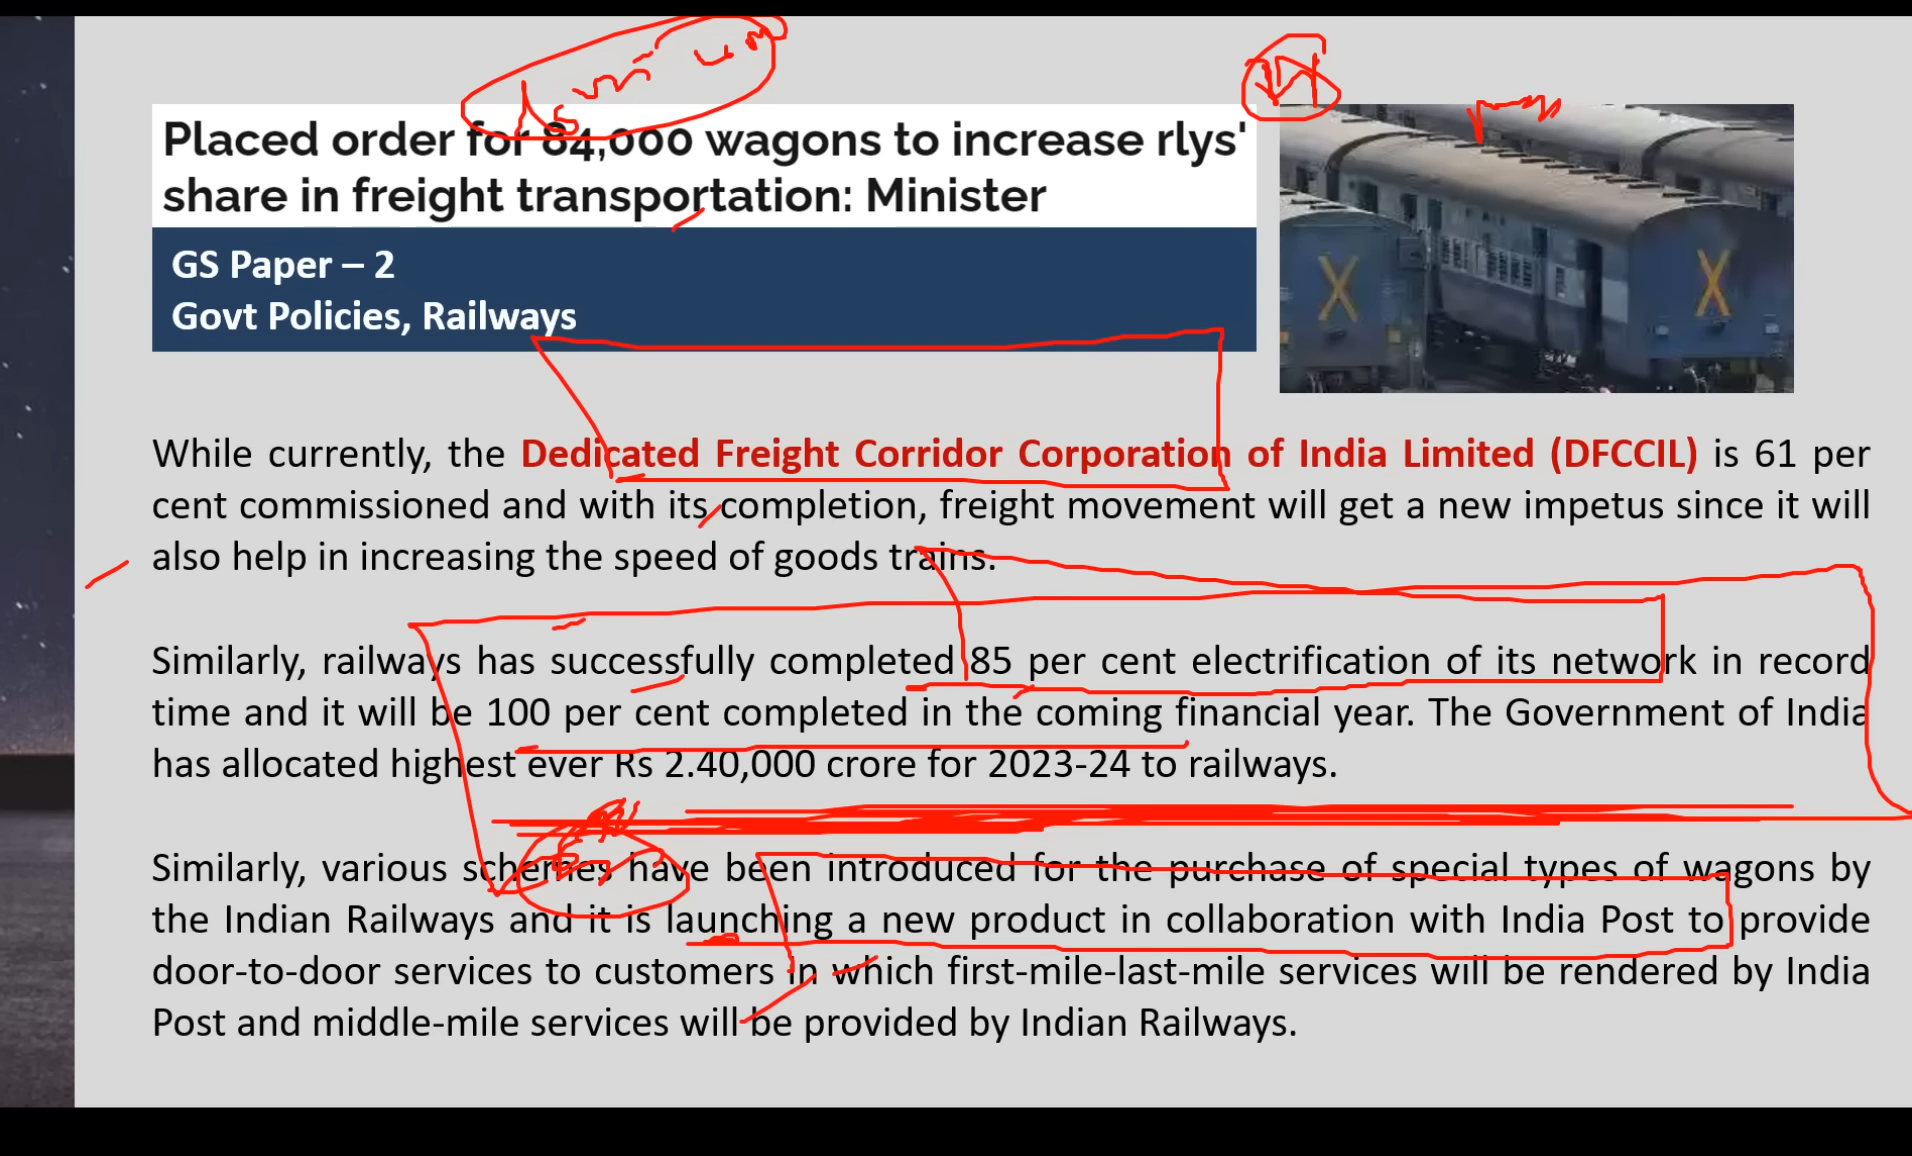 Placed order for 84,000 wagons to increase rlys'
share in freight transportation: Minister
GS Paper – 2
Govt Policies, Railways
While currently, the Dedicated Freight Corridor Corporation of India Limited (DFCCIL) is 61 per
cent commissioned and with its completion, freight movement will get a new impetus since it will
also help in increasing the speed of goods trains.
Similarly, railways has successfully completed 85 per cent electrification of its network in record
time and it will be 100 per cent completed in the coming financial year. The Government of India
has allocated highest ever Rs 2.40,000 crore for 2023-24 to railways.
Similarly, various schemes have been introduced for the purchase of special types of wagons by
the Indian Railways and it is launching a new product in collaboration with India Post to provide
door-to-door services to customers in which first-mile-last-mile services will be rendered by India
Post and middle-mile services will be provided by Indian Railways.